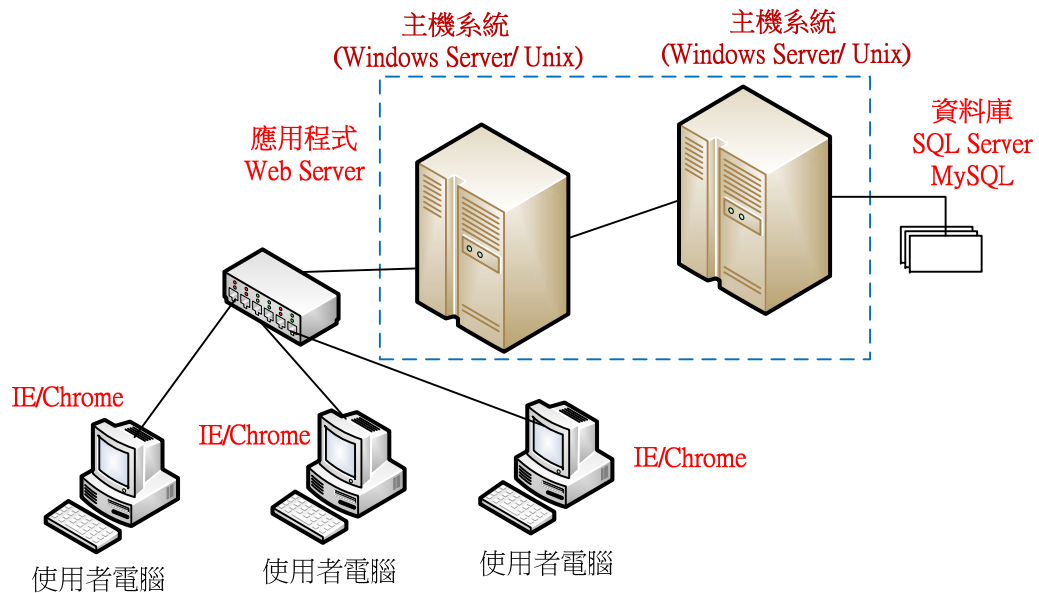 主機系統
(Windows Server/ Unix)
主機系統
(Windows Server/ Unix)
應用程式
Web Server
資料庫
SQL Server
MySQL
IE/Chrome
IE/Chrome
IE/Chrome
使用者電腦
使用者電腦
使用者電腦